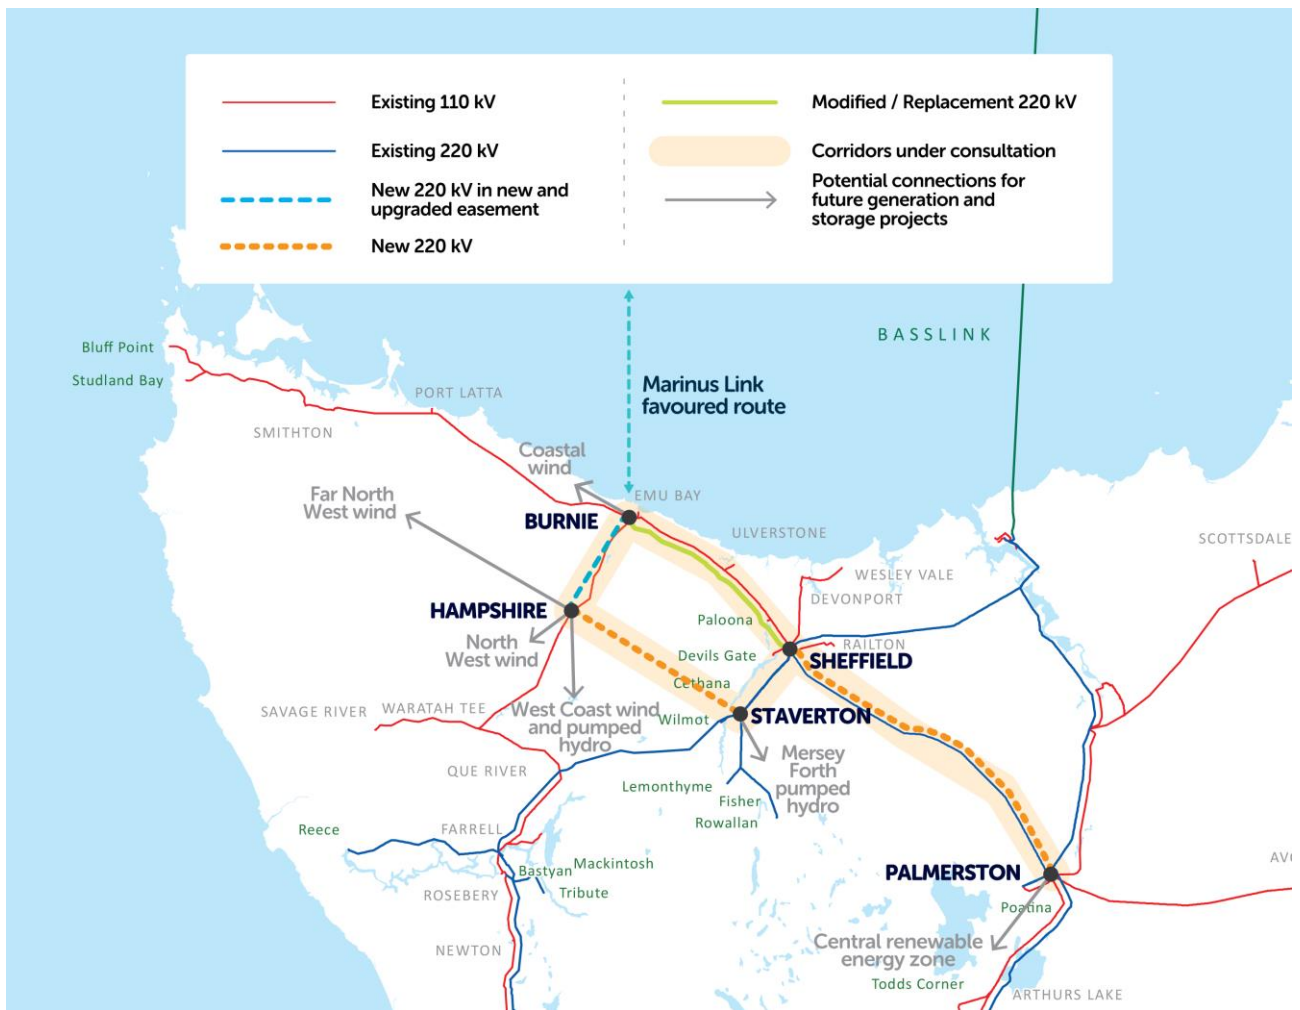 Existing 110 kV
Existing 220 kV
New 220 kV in new and
upgraded easement
New 220 kV
Modified / Replacement 220 kV
Corridors under consultation
Potential connections for
future generation and
storage projects
BASSLINK
Bluff Point
Studland Bay
PORT LATTA
SMITHTON
Marinus Link
favoured route
Coastal
wind
Far North
West wind
EMU BAY
BURNIE
ULVERSTONE
SCOTTSDALE
WESLEY VALE
DEVONPORT
HAMPSHIRE
Paloona
North
West wind
Devils Gate
RAILTON
SHEFFIELD
Cethana
SAVAGE RIVER
WARATAH TEE
West Coast wind
and pumped
hydro
Wilmot
STAVERTON
Mersey
Forth
pumped
hydro
QUE RIVER
Lemonthyme
Fisher
Rowallan
Reece
FARRELL
Bastyan
Mackintosh
Tribute
ROSEBERY
PALMERSTON
AVO
Poatina
NEWTON
Central renewable
energy zone
Todds Corner
ARTHURS LAKE